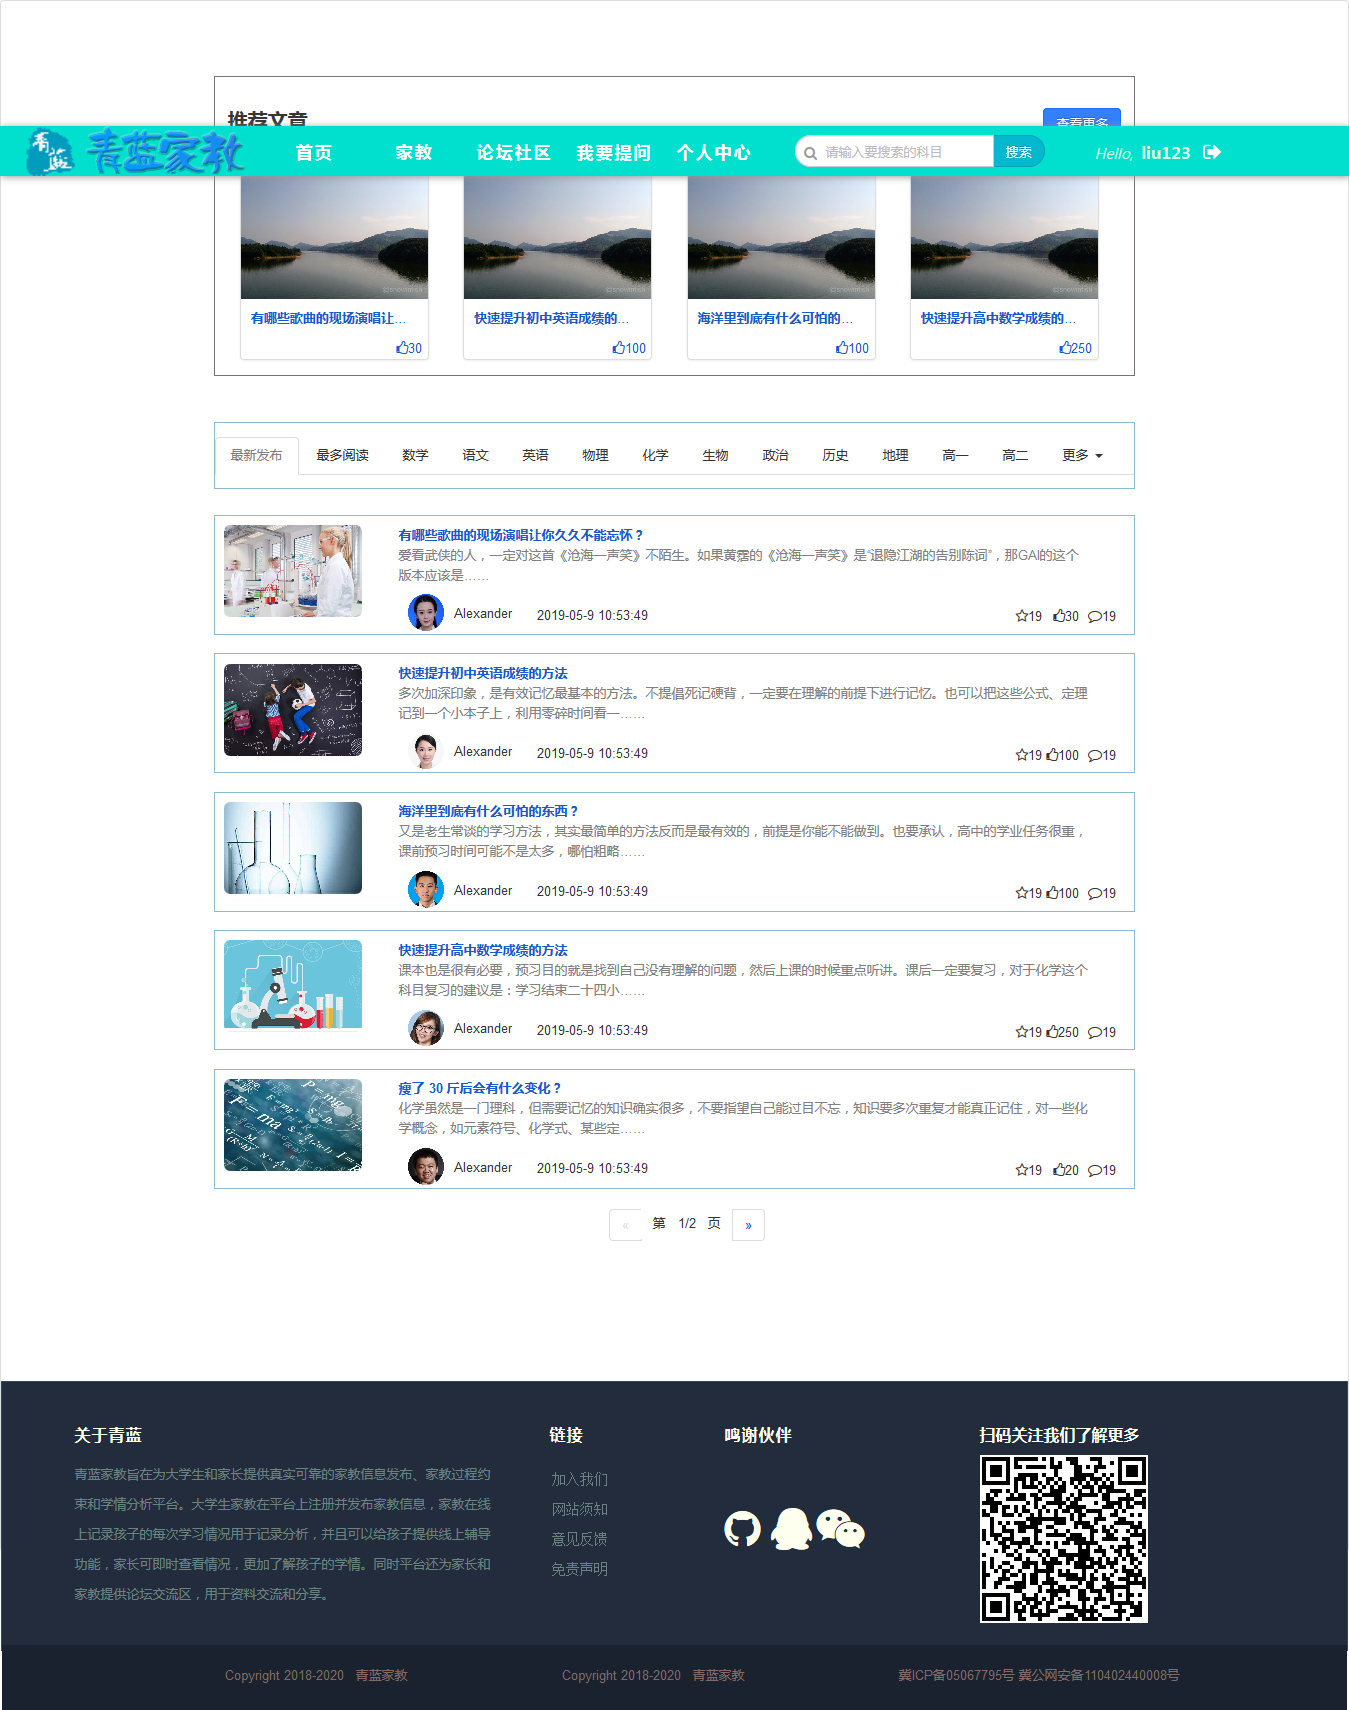 推荐文章
查看更多
青蓝
青蓝家教
首页 家教 论坛社区 我要提问 个人中心
请输入要搜索的科目 搜索
Hello, liu123
有哪些歌曲的现场演唱让... 快速提升初中英语成绩的... 海洋里到底有什么可怕的... 快速提升高中数学成绩的...
30 100 100 250
最新发布 最多阅读 数学 语文 英语 物理 化学 生物 政治 历史 地理 高一 高二 更多
有哪些歌曲的现场演唱让你久久不能忘怀？
爱看武侠的人，一定对这首《沧海一声笑》不陌生。如果黄霑的《沧海一声笑》是“退隐江湖的告别陈词”，那GAI的这个
版本应该是……
Alexander 2019-05-9 10:53:49 19 30 19
快速提升初中英语成绩的方法
多次加深印象，是有效记忆最基本的方法。不提倡死记硬背，一定要在理解的前提下进行记忆。也可以把这些公式、定理
记到一个小本子上，利用零碎时间看一……
Alexander 2019-05-9 10:53:49 19 100 19
海洋里到底有什么可怕的东西？
又是老生常谈的学习方法，其实最简单的方法反而是最有效的，前提是你能不能做到。也要承认，高中的学业任务很重，
课前预习时间可能不是太多，哪怕粗略……
Alexander 2019-05-9 10:53:49 19 100 19
快速提升高中数学成绩的方法
课本也是很有必要，预习目的就是找到自己没有理解的问题，然后上课的时候重点听讲。课后一定要复习，对于化学这个
科目复习的建议是：学习结束二十四小……
Alexander 2019-05-9 10:53:49 19 250 19
瘦了 30 斤后会有什么变化？
化学虽然是一门理科，但需要记忆的知识确实很多，不要指望自己能过目不忘，知识要多次重复才能真正记住，对一些化
学概念，如元素符号、化学式、某些定……
Alexander 2019-05-9 10:53:49 19 20 19
« 第 1/2 页 »
关于青蓝
青蓝家教旨在为大学生和家长提供真实可靠的家教信息发布、家教过程约
束和学情分析平台。大学生家教在平台上注册并发布家教信息，家教在线
上记录孩子的每次学习情况用于记录分析，并且可以给孩子提供线上辅导
功能，家长可即时查看情况，更加了解孩子的学情。同时平台还为家长和
家教提供论坛交流区，用于资料交流和分享。
链接
加入我们
网站须知
意见反馈
免责声明
鸣谢伙伴
扫码关注我们了解更多
Copyright 2018-2020 青蓝家教 Copyright 2018-2020 青蓝家教 冀ICP备05067795号 冀公网安备110402440008号